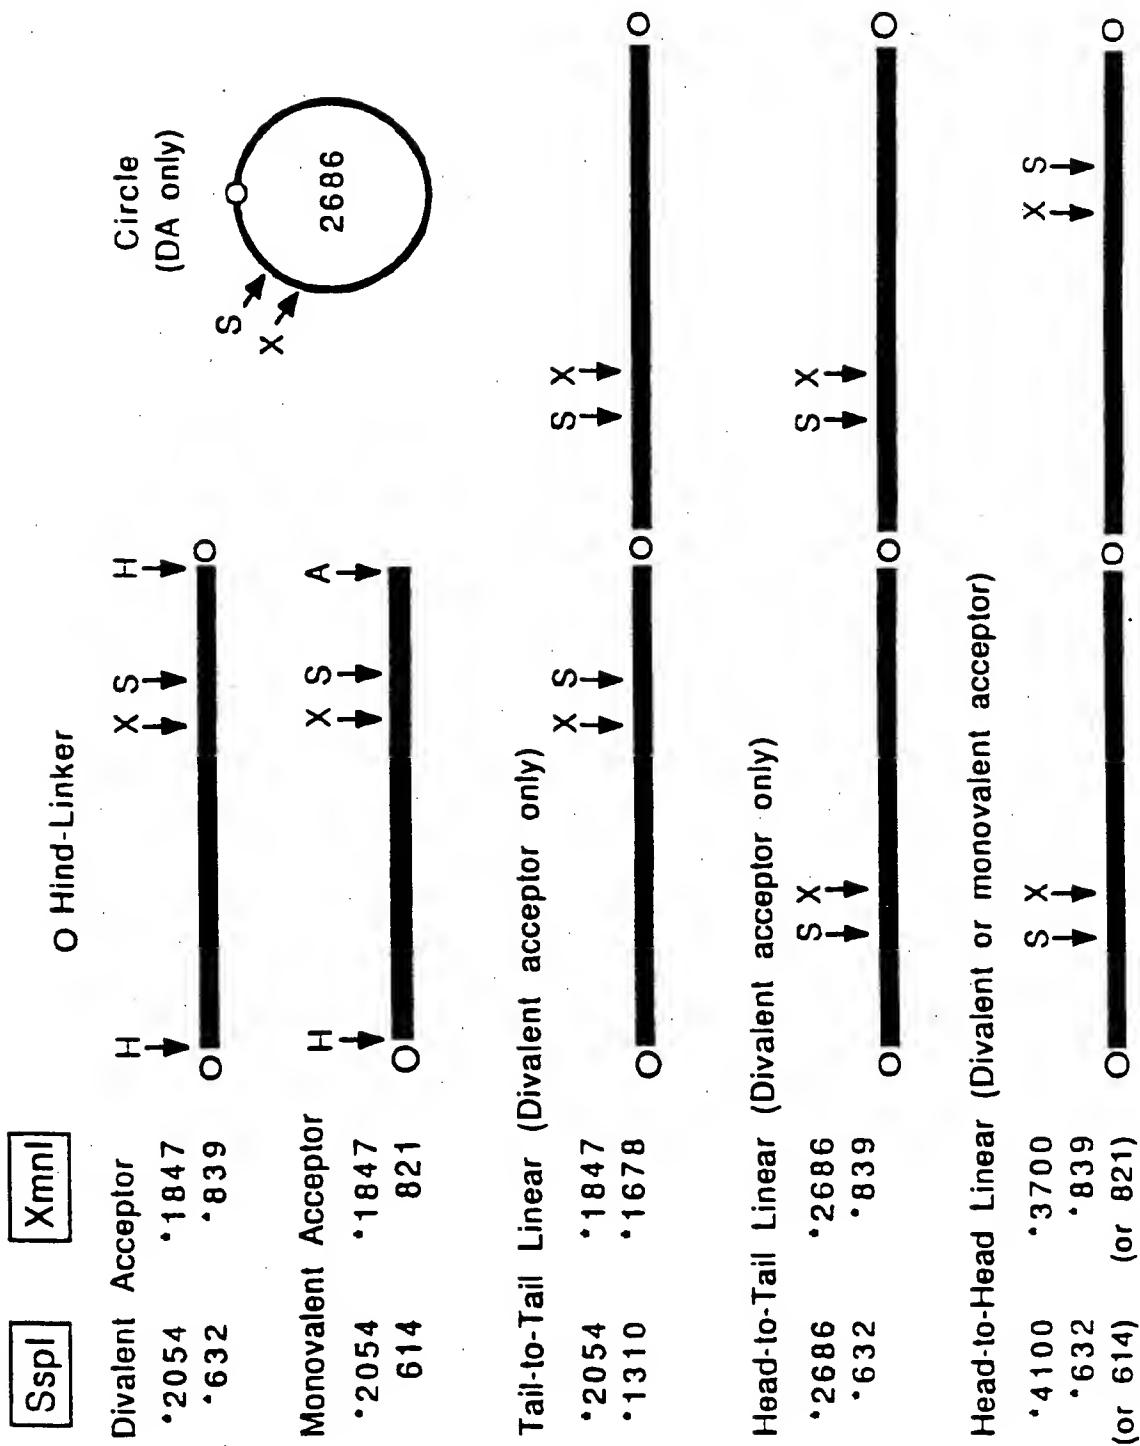 SspI XmnI
O Hind-Linker
Divalent Acceptor
*2054 *1847
*632 *839
H X S H
Circle
(DA only)
S
X
2686
Monovalent Acceptor
*2054 *1847
614 821
H X S A
Tail-to-Tail Linear (Divalent acceptor only)
*2054 *1847
*1310 *1678
X S S X
Head-to-Tail Linear (Divalent acceptor only)
*2686 *2686
*632 *839
S X S X
Head-to-Head Linear (Divalent or monovalent acceptor)
*4100 *3700
*632 *839
(or 614) (or 821)
S X X S